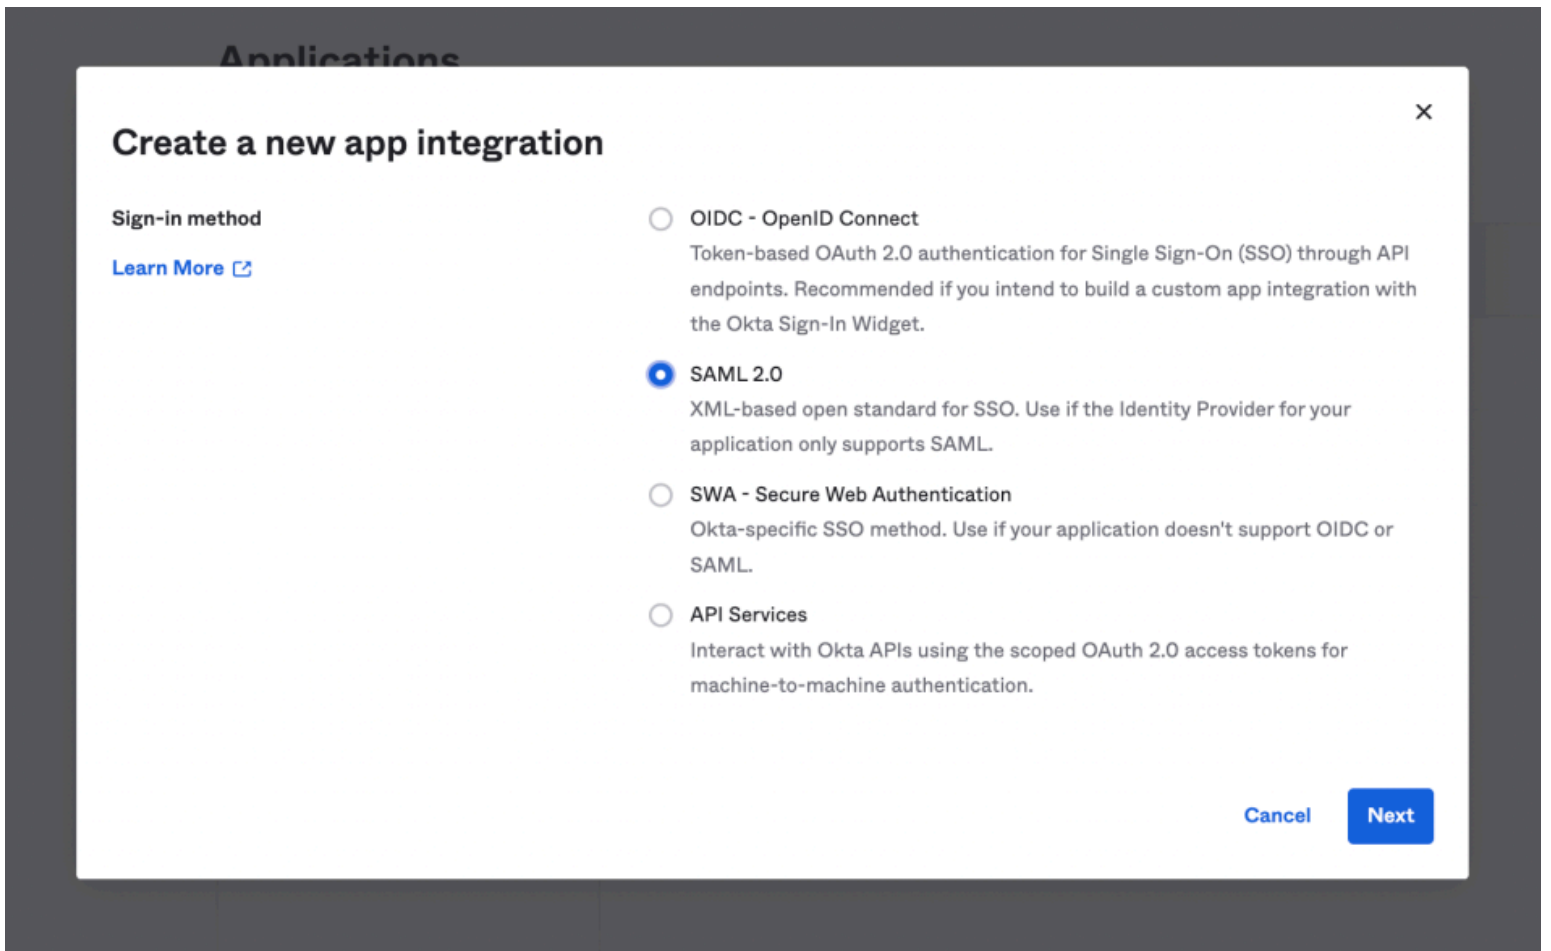 Applications
Create a new app integration
Sign-in method
Learn More
OIDC - OpenID Connect
Token-based OAuth 2.0 authentication for Single Sign-On (SSO) through API
endpoints. Recommended if you intend to build a custom app integration with
the Okta Sign-In Widget.
SAML 2.0
XML-based open standard for SSO. Use if the Identity Provider for your
application only supports SAML.
SWA - Secure Web Authentication
Okta-specific SSO method. Use if your application doesn't support OIDC or
SAML.
API Services
Interact with Okta APIs using the scoped OAuth 2.0 access tokens for
machine-to-machine authentication.
Cancel
Next